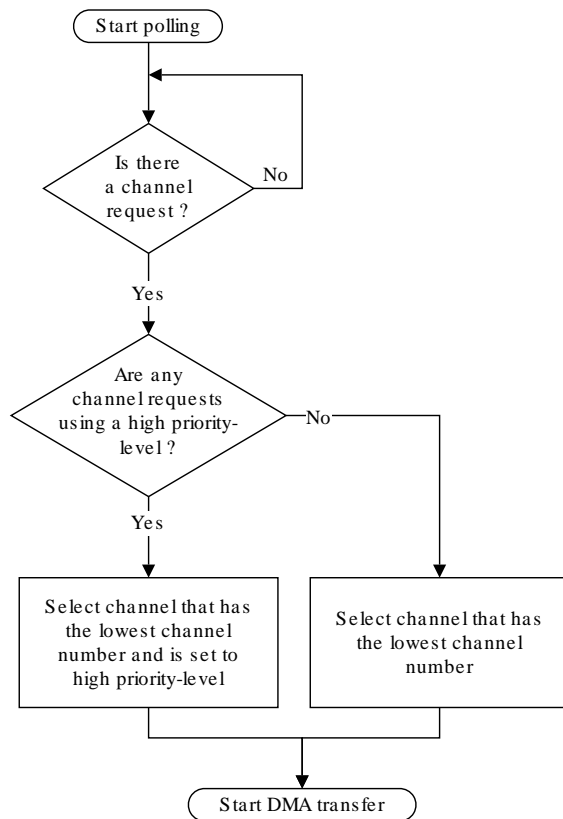 Start polling
Is there
a channel
request ?
No
Yes
Are any
channel requests
using a high priority-
level ?
No
Yes
Select channel that has
the lowest channel
number and is set to
high priority-level
Select channel that has
the lowest channel
number
Start DMA transfer